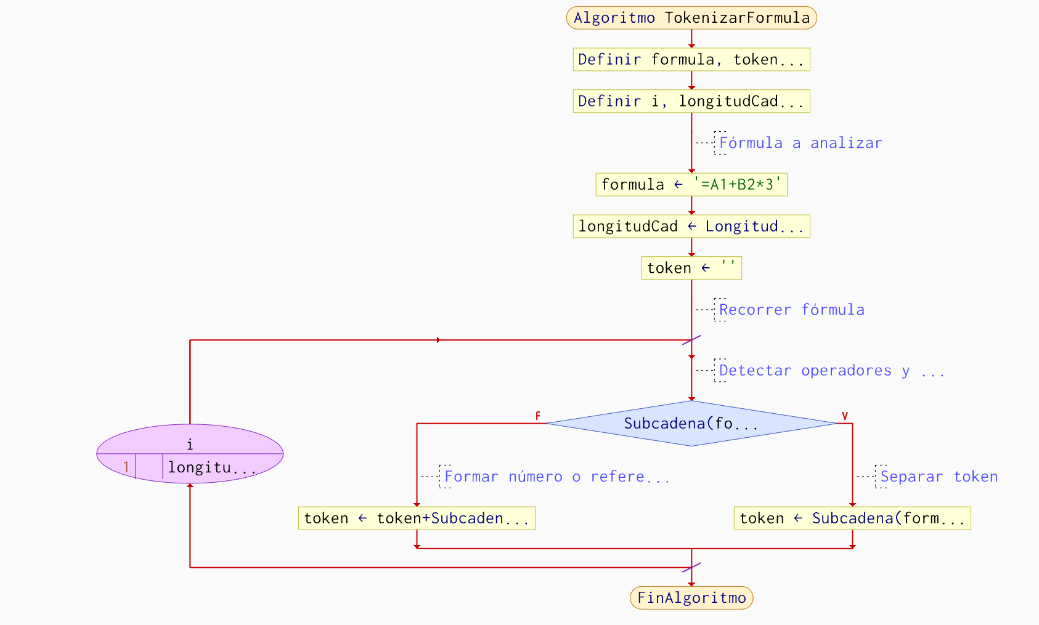 Algoritmo TokenizarFormula
Definir formula, token...
Definir i, longitudCad...
Fórmula a analizar
formula ← '=A1+B2*3'
longitudCad ← Longitud...
token ← ''
Recorrer fórmula
Detectar operadores y ...
F
V
Subcadena(fo...
i
1 longitu...
Formar número o refere...
Separar token
token ← token+Subcaden...
token ← Subcadena(form...
FinAlgoritmo